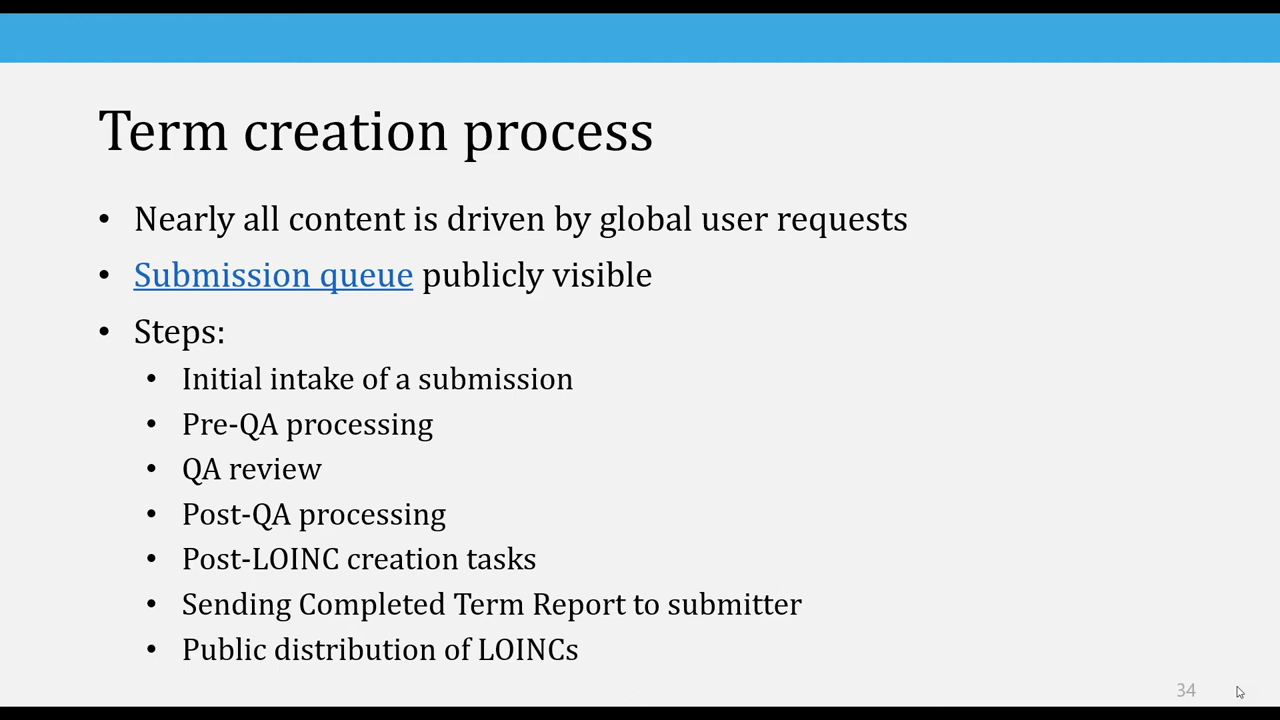 Term creation process
• Nearly all content is driven by global user requests
• Submission queue publicly visible
• Steps:
• Initial intake of a submission
• Pre-QA processing
• QA review
• Post-QA processing
• Post-LOINC creation tasks
• Sending Completed Term Report to submitter
• Public distribution of LOINCs
34